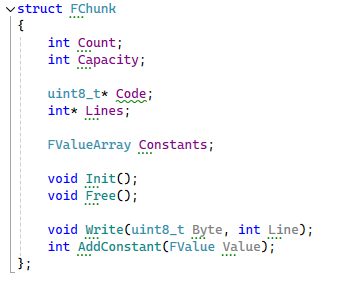 struct FChunk
{
int Count;
int Capacity;
uint8_t* Code;
int* Lines;
FValueArray Constants;
void Init();
void Free();
void Write(uint8_t Byte, int Line);
int AddConstant(FValue Value);
};